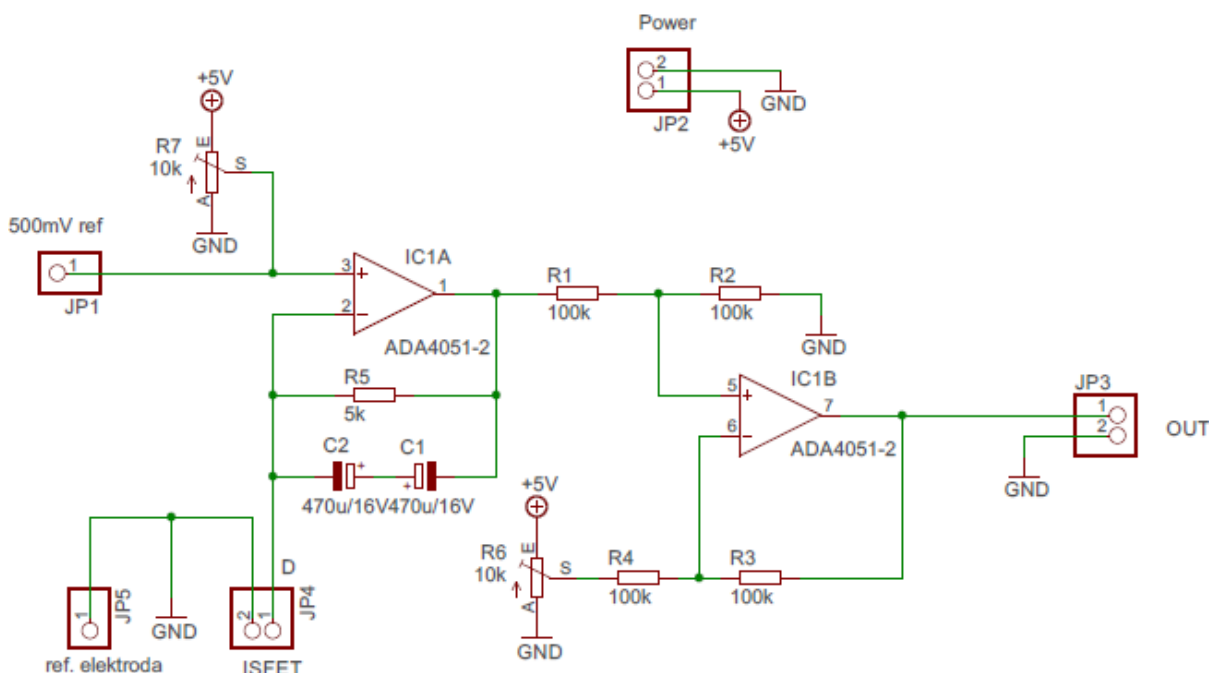 Power
+5V
2
1
GND
JP2
+5V
R7
10k
E
S
A
GND
500mV ref
1
JP1
IC1A
3
2
1
ADA4051-2
R1
100k
R2
100k
GND
R5
5k
C2
C1
+
+
470u/16V
470u/16V
IC1B
5
6
7
ADA4051-2
JP3
1
2
OUT
GND
+5V
R6
10k
E
S
A
GND
R4
100k
R3
100k
D
1
JP5
GND
2
1
JP4
ref. elektroda
ISFET